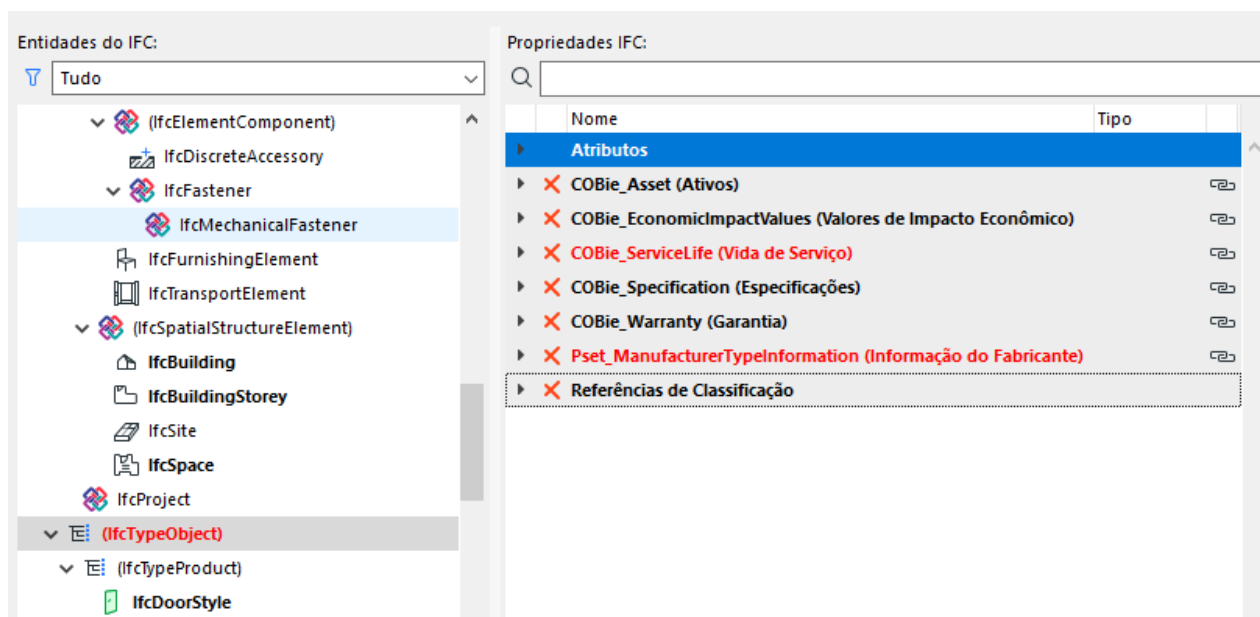 Entidades do IFC:
Tudo
(IfcElementComponent)
IfcDiscreteAccessory
IfcFastener
IfcMechanicalFastener
IfcFurnishingElement
IfcTransportElement
(IfcSpatialStructureElement)
IfcBuilding
IfcBuildingStorey
IfcSite
IfcSpace
IfcProject
(IfcTypeObject)
(IfcTypeProduct)
IfcDoorStyle
Propriedades IFC:
Nome Tipo
Atributos
COBie_Asset (Ativos)
COBie_EconomicImpactValues (Valores de Impacto Econômico)
COBie_ServiceLife (Vida de Serviço)
COBie_Specification (Especificações)
COBie_Warranty (Garantia)
Pset_ManufacturerTypeInformation (Informação do Fabricante)
Referências de Classificação